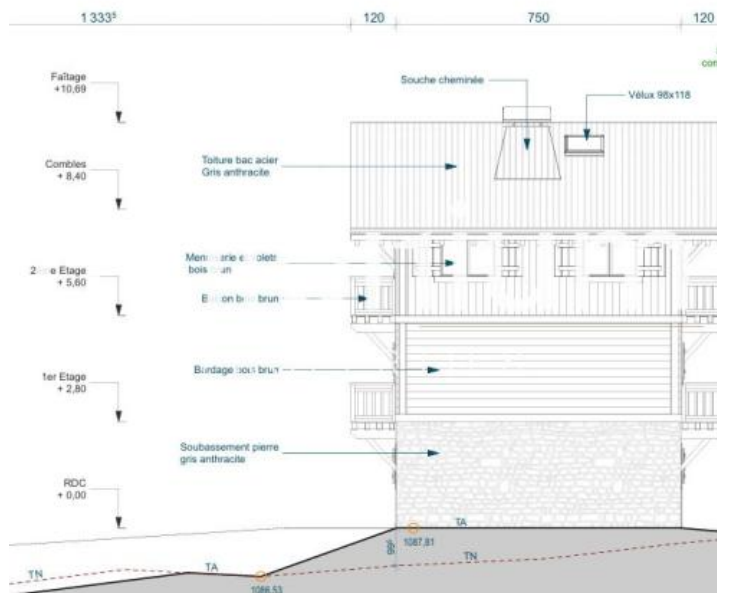 1 333⁵ 120 750 120
Faîtage
+10,69
Souche cheminée
Vélux 98x118
Combles
+ 8,40
Toiture bac acier
Gris anthracite
bois
Etage
+ 5,60
brun
1er Etage
+ 2,80
bois brun
Soubassement pierre
gris anthracite
RDC
+ 0,00
TA
1087,81
TN
TA
TN
1086,53